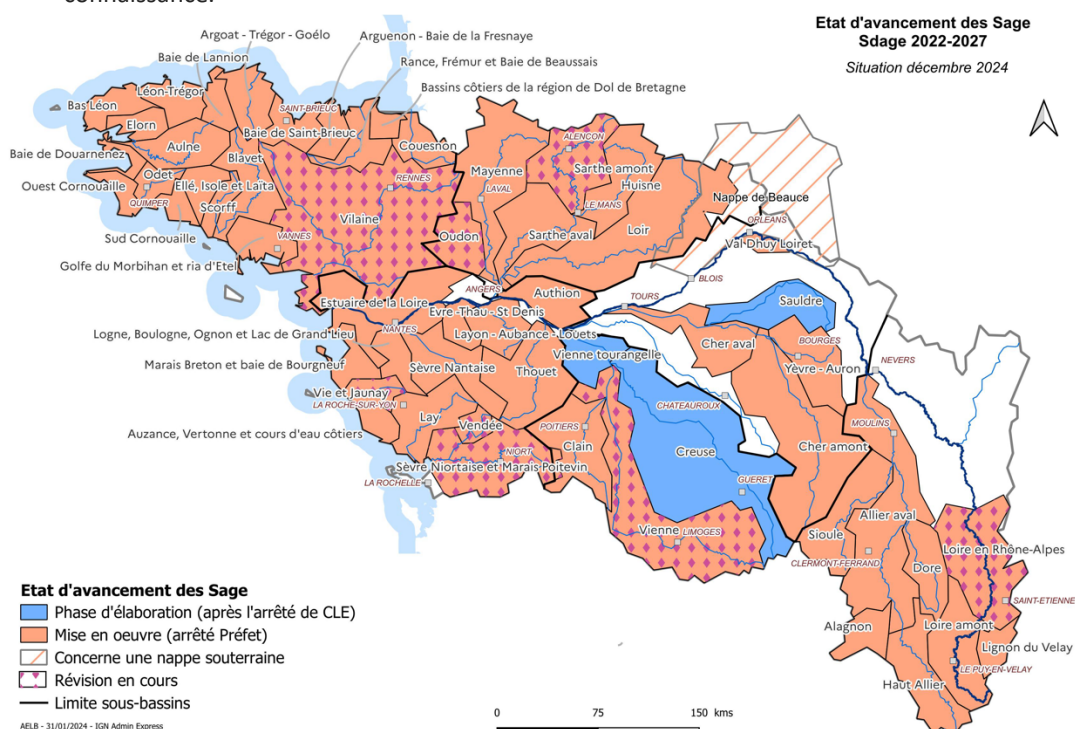 connaissance.
Etat d'avancement des Sage
Sdage 2022-2027
Situation décembre 2024
Argoat - Trégor - Goélo
Arguenon - Baie de la Fresnaye
Baie de Lannion
Rance, Frémur et Baie de Beaussais
Bassins côtiers de la région de Dol de Bretagne
Léon-Trégor
Bas Léon
SAINT-BRIEUC
Elorn
Baie de Saint-Brieuc
ALENCON
Aulne
Couesnon
Baie de Douarnenez
Blavet
Mayenne
Sarthe amont
Odet
RENNES
Huisne
Ouest Cornouaille
Ellé, Isole et Laïta
LAVAL
Nappe de Beauce
QUIMPER
Scorff
Vilaine
LE MANS
ORLEANS
Sud Cornouaille
VANNES
Oudon
Sarthe aval
Loir
Val Dhuy Loiret
Golfe du Morbihan et ria d'Etel
BLOIS
ANGERS
Authion
TOURS
Sauldre
Estuaire de la Loire
Evre -Thau - St Denis
Logne, Boulogne, Ognon et Lac de Grand Lieu
NANTES
Layon - Aubance - Louets
Cher aval
BOURGES
Vienne tourangelle
NEVERS
Marais Breton et baie de Bourgneuf
Sèvre Nantaise
Thouet
Yèvre - Auron
Vie et Jaunay
LA ROCHE-SUR-YON
CHATEAUROUX
Lay
Vendée
POITIERS
MOULINS
Auzance, Vertonne et cours d'eau côtiers
Clain
Creuse
Cher amont
NIORT
Sèvre Niortaise et Marais Poitevin
LA ROCHELLE
GUERET
Allier aval
Vienne
LIMOGES
Sioule
Loire en Rhône-Alpes
CLERMONT-FERRAND
Dore
SAINT-ETIENNE
Alagnon
Loire amont
Lignon du Velay
LE PUY-EN-VELAY
Haut Allier
Etat d'avancement des Sage
Phase d'élaboration (après l'arrêté de CLE)
Mise en oeuvre (arrêté Préfet)
Concerne une nappe souterraine
Révision en cours
Limite sous-bassins
AELB - 31/01/2024 - IGN Admin Express
0 75 150 kms